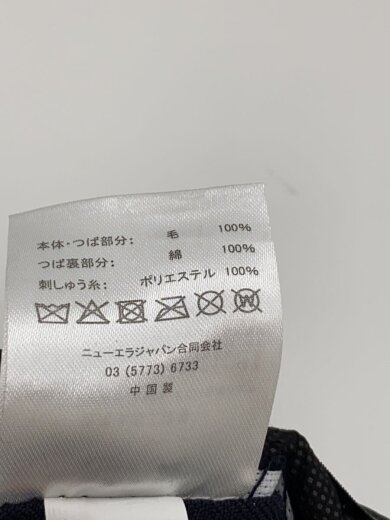 本体・つば部分: 毛 100%
つば裏部分: 綿 100%
刺しゅう糸: ポリエステル 100%
W
ニューエラジャパン合同会社
03 (5773) 6733
中国製